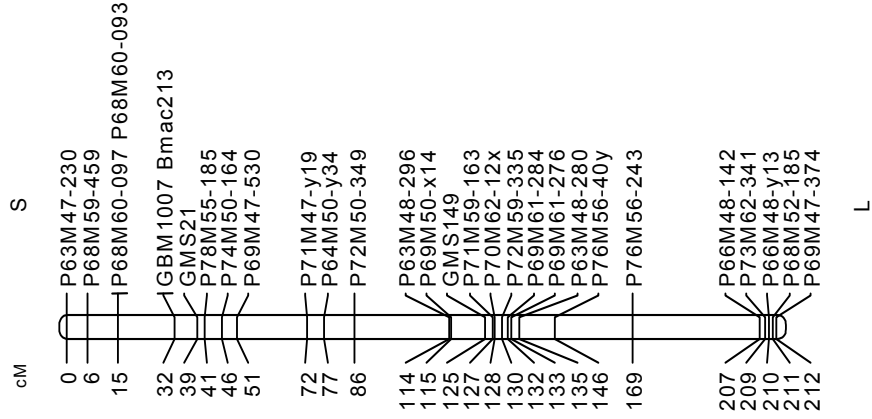 cM S
0 P63M47-230
6 P68M59-459
15 P68M60-097 P68M60-093
32 GBM1007 Bmac213
39 GMS21
41 P78M55-185
46 P74M50-164
51 P69M47-530
72 P71M47-y19
77 P64M50-y34
86 P72M50-349
114 P63M48-296
115 P69M50-x14
125 GMS149
127 P71M59-163
128 P70M62-12x
130 P72M59-335
132 P69M61-284
133 P69M61-276
135 P63M48-280
146 P76M56-40y
169 P76M56-243
207 P66M48-142
209 P73M62-341
210 P66M48-y13
211 P68M52-185
212 P69M47-374
L